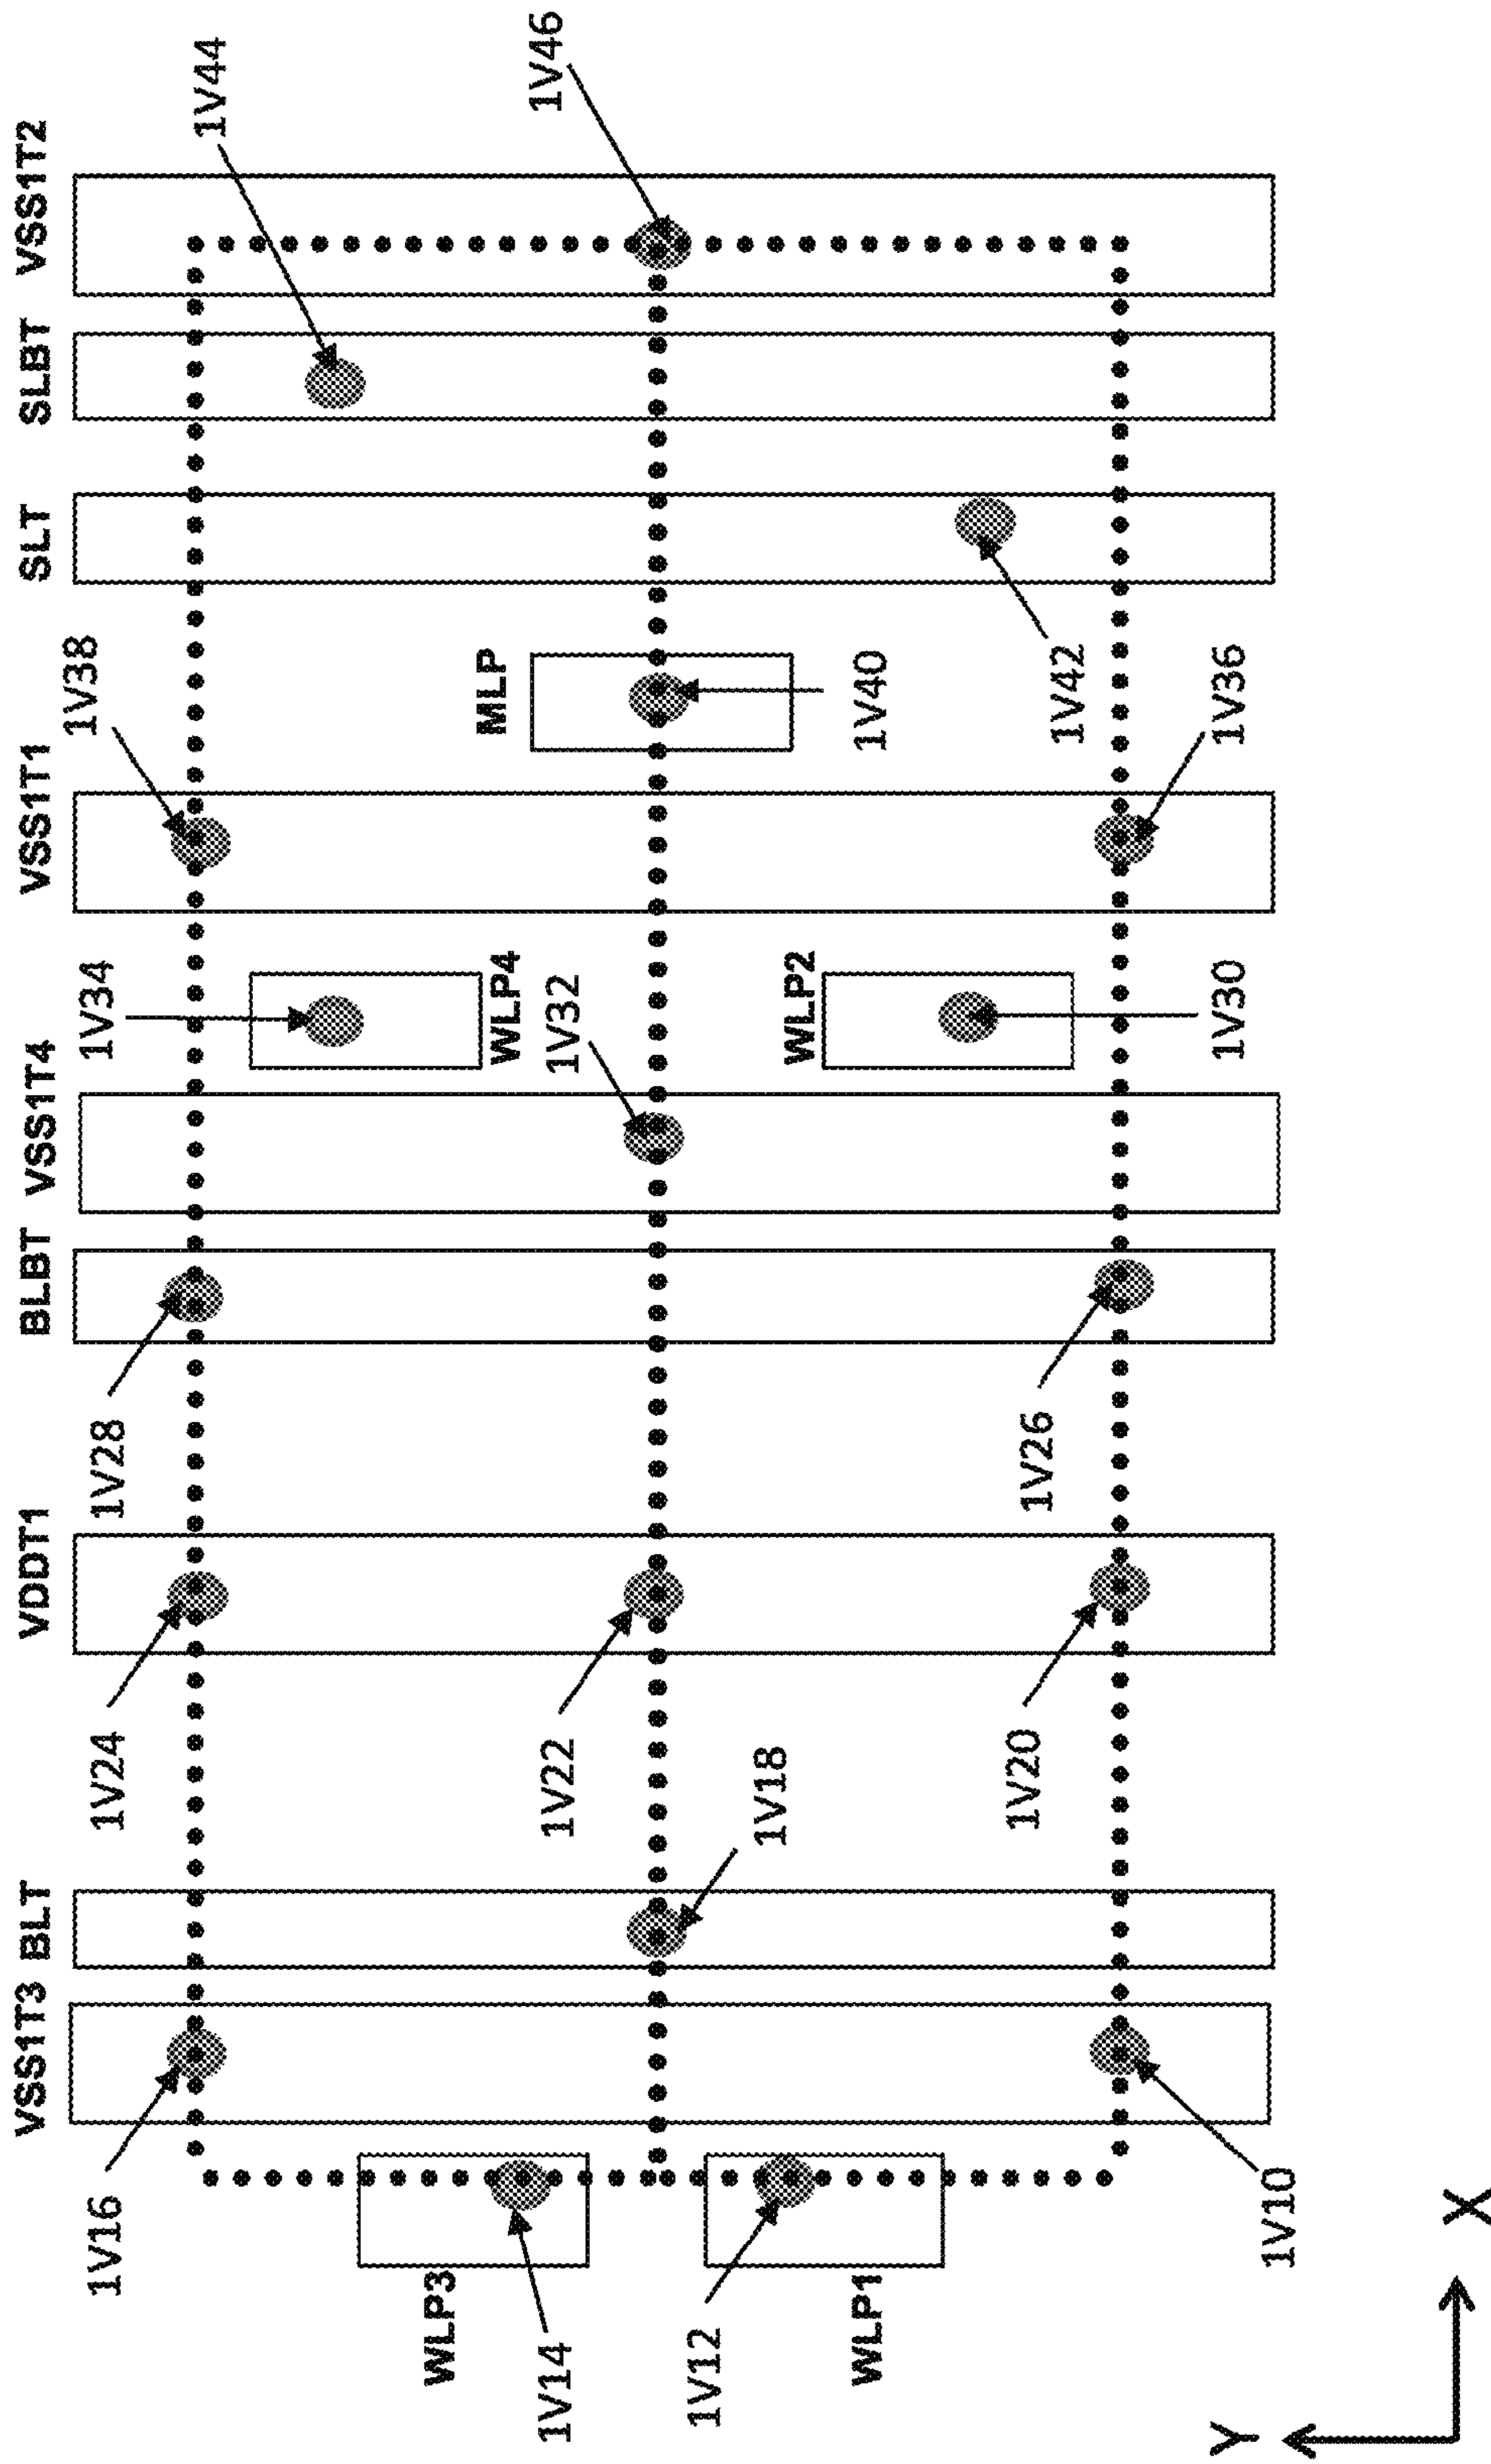 VSS1T3 BLT VDDT1 BLBT VSS1T4 VSS1T1 SLT SLBT VSS1T2
1V16 1V24 1V28 1V34 1V38
1V44
WLP3 MLP
WLP4
1V14 1V22 1V32 1V46
1V12 1V18 WLP2
WLP1 1V40
1V20 1V26 1V42
1V30 1V36
Y 1V10
X